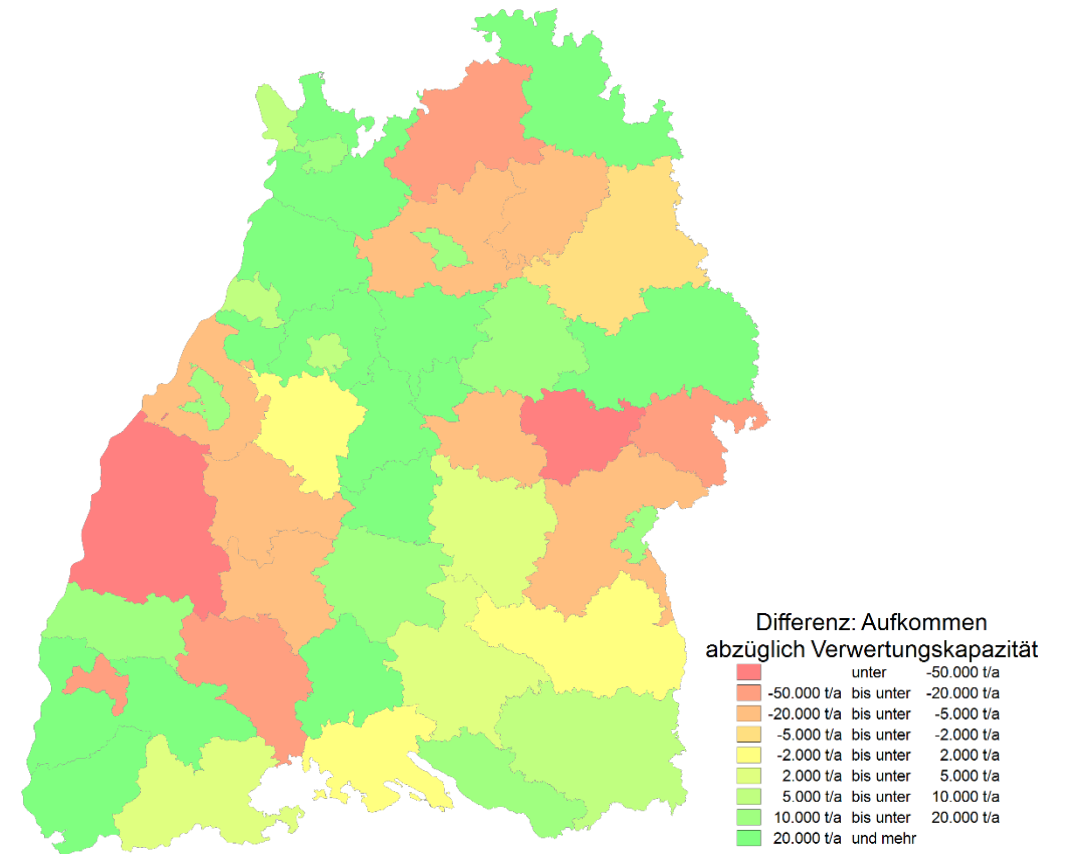 Differenz: Aufkommen
abzüglich Verwertungskapazität
unter -50.000 t/a
-50.000 t/a bis unter -20.000 t/a
-20.000 t/a bis unter -5.000 t/a
-5.000 t/a bis unter -2.000 t/a
-2.000 t/a bis unter 2.000 t/a
2.000 t/a bis unter 5.000 t/a
5.000 t/a bis unter 10.000 t/a
10.000 t/a bis unter 20.000 t/a
20.000 t/a und mehr